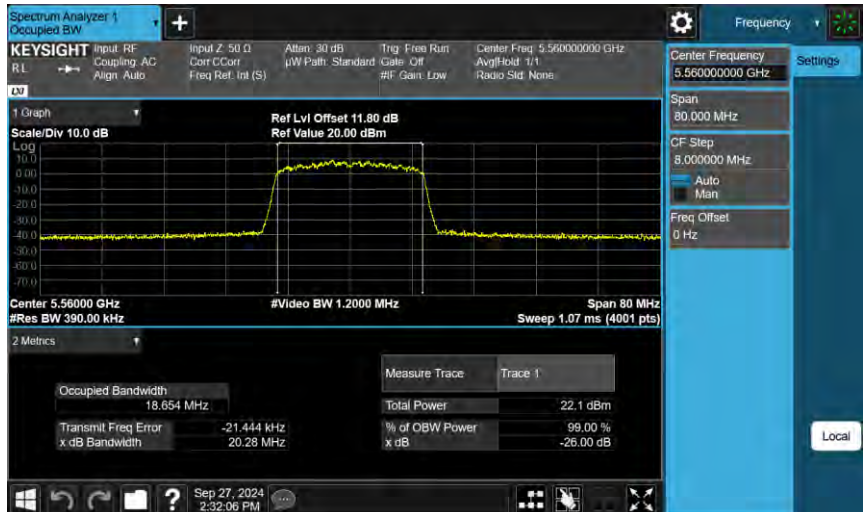 Spectrum Analyzer 1
Occupied BW
Frequency
KEYSIGHT Input: RF Input Z: 50 Ω Atten: 30 dB Trig: Free Run Center Freq: 5.560000000 GHz
RL Coupling: AC Corr CCorr µW Path: Standard Gate: Off Avg|Hold: 1/1
Align: Auto Freq Ref: Int (S) #IF Gain: Low Radio Std: None
LXI
1 Graph
Ref Lvl Offset 11.80 dB
Scale/Div 10.0 dB Ref Value 20.00 dBm
Log
10.0
0.00
-10.0
-20.0
-30.0
-40.0
-50.0
-60.0
-70.0
Center 5.56000 GHz #Video BW 1.2000 MHz Span 80 MHz
#Res BW 390.00 kHz Sweep 1.07 ms (4001 pts)
2 Metrics
Measure Trace Trace 1
Occupied Bandwidth
18.654 MHz Total Power 22.1 dBm
Transmit Freq Error -21.444 kHz % of OBW Power 99.00 %
x dB Bandwidth 20.28 MHz x dB -26.00 dB
Center Frequency
5.560000000 GHz
Settings
Span
80.000 MHz
CF Step
8.000000 MHz
Auto
Man
Freq Offset
0 Hz
Local
Sep 27, 2024
2:32:06 PM